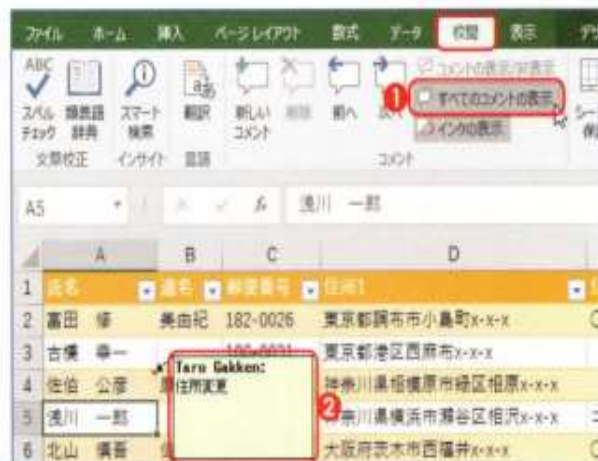 ファイル ホーム 挿入 ページレイアウト 数式 データ 校閲 表示
ABC
スペルチェック 類義語辞典 スマート検索 翻訳 新しいコメント 削除 前へ 次へ コメントの表示/非表示
1 すべてのコメントの表示
インクの表示
文章校正 インサイト 言語 コメント
A5 fx 浅川 一郎
A B C D
1 氏名 連名 郵便番号 住所1
2 富田 修 美由紀 182-0026 東京都調布市小島町x-x-x
3 古橋 幸一 106-0031 東京都港区西麻布x-x-x
Taro Gakken:
4 佐伯 公彦 住所変更 神奈川県相模原市緑区相原x-x-x
2
5 浅川 一郎 神奈川県横浜市瀬谷区相沢x-x-x
6 北山 慎吾 大阪府茨木市西福井x-x-x